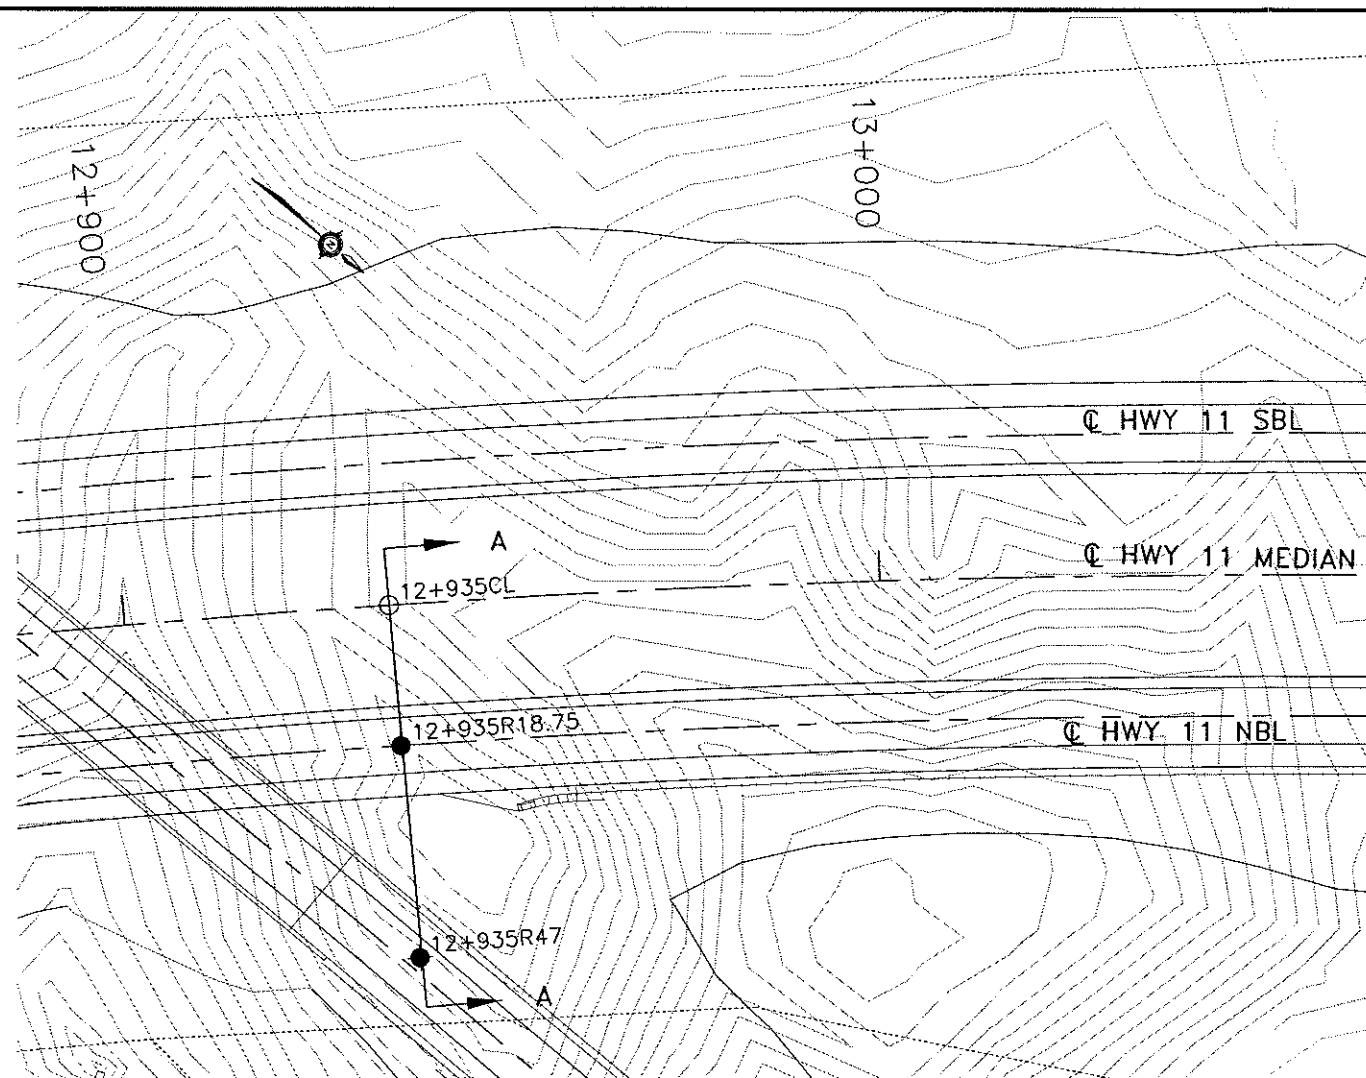 12+900
13+000
℄ HWY 11 SBL
A
℄ HWY 11 MEDIAN
12+935CL
12+935R18.75
℄ HWY 11 NBL
12+935R47
A